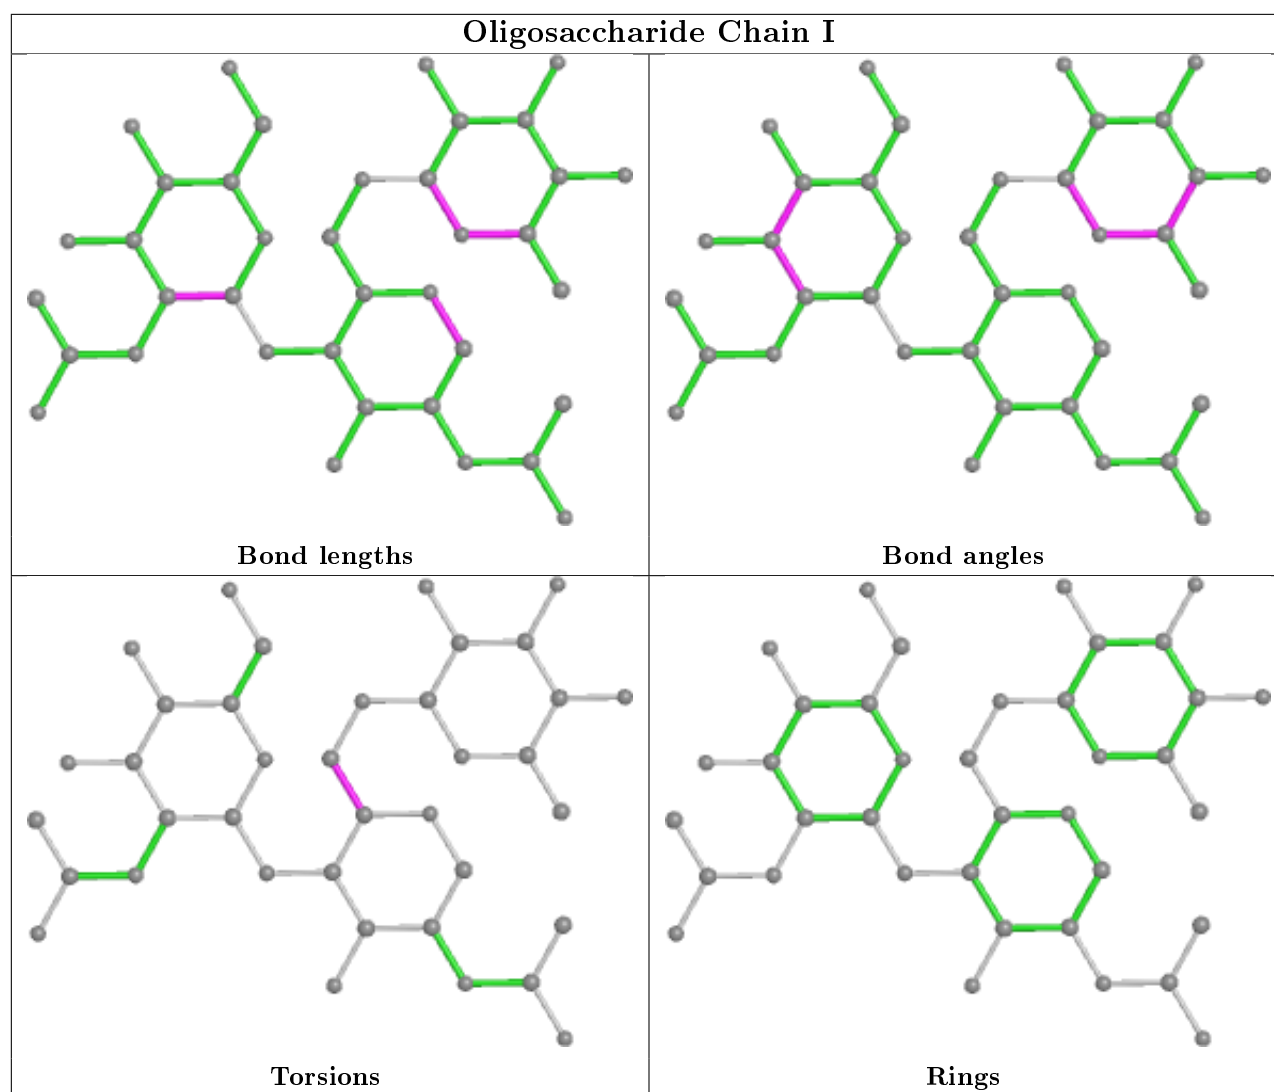 Oligosaccharide Chain I
Bond lengths
Bond angles
Torsions
Rings